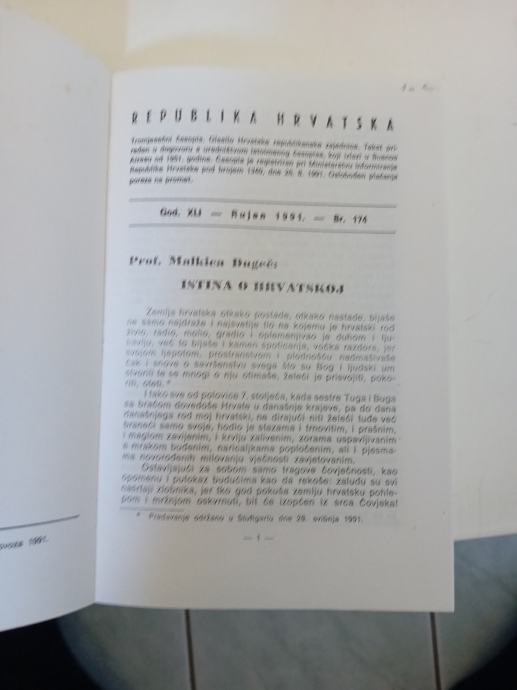 REPUBLIKA HRVATSKA
Tromjesečni časopis. Glasilo Hrvatske republikanske zajednice. Tekst pri-
ređen u dogovoru s uredništvom istoimenog časopisa, koji izlazi u Buenos
Airesu od 1951. godine. Časopis je registriran pri Ministarstvu informiranja
Republike Hrvatske pod brojem 1380, dne 26. 8. 1991. Oslobođen plaćanja
poreza na promet.
God. XLI — Rujan 1991. — Br. 174
Prof. Malkica Dugeč:
ISTINA O HRVATSKOJ
Zemlja hrvatska otkako postade, otkako nastade, bijaše
ne samo najdraže i najsvetije tlo na kojemu je hrvatski rod
živio, radio, molio, gradio i oplemenjivao je duhom i lju-
bavlju, već to bijaše i kamen spoticanja, voćka razdora, jer
svojom ljepotom, prostranstvom i plodnošću nadmašivaše
čak i snove o savršenstvu svega što su Bog i ljudski um
stvorili te se mnogi o nju otimaše, želeći je prisvojiti, poko-
riti, oteti. *
I tako sve od polovice 7. stoljeća, kada sestre Tuga i Buga
sa braćom dovedoše Hrvate u današnje krajeve, pa do dana
današnjega rod moj hrvatski, ne dirajući niti želeći tuđe već
braneći samo svoje, hodio je stazama i trnovitim, i prašnim,
i maglom zavijenim, i krvlju zalivenim, zorama uspavljivanim
a mrakom buđenim, naricaljkama popločenim, ali i pjesma-
ma novorođenih milovanju vječnosti zavjetovanim.
Ostavljajući za sobom samo tragove čovječnosti, kao
opomenu i putokaz budućima kao da rekoše: zaludu su svi
nasrtaji zlobnika, jer tko god pokuša zemlju hrvatsku pohle-
pom i mržnjom oskvrnuti, bit će izopćen iz srca Čovjeka!
* Predavanje održano u Stuttgartu dne 29. svibnja 1991.
— 1 —
1991.